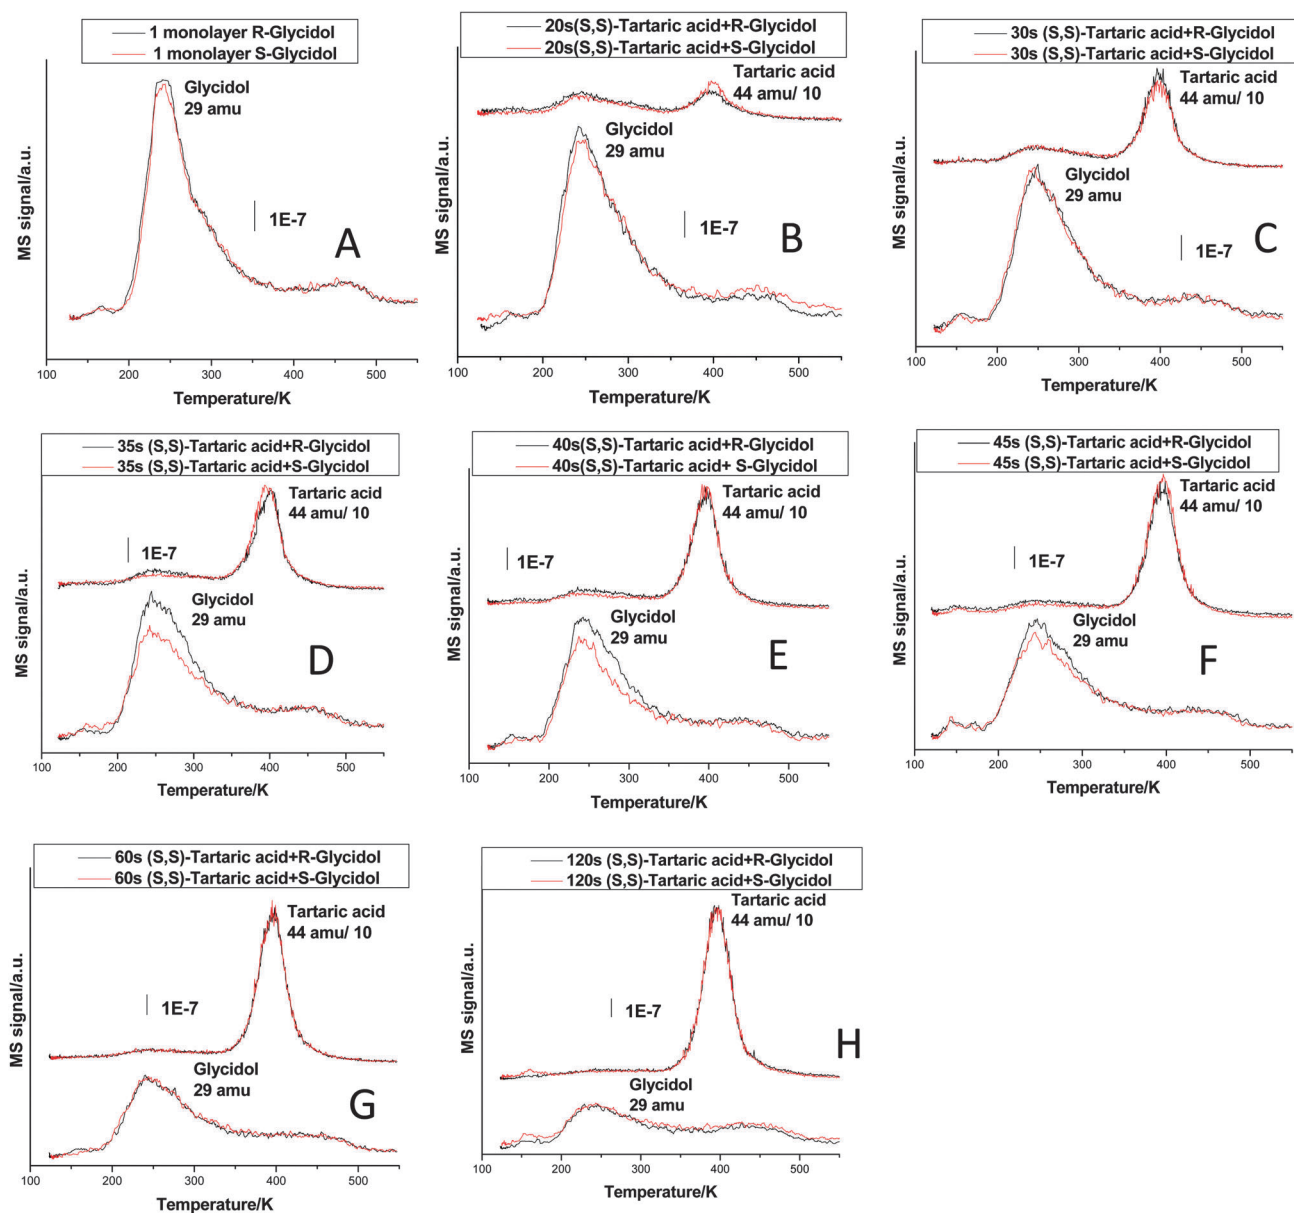 1 monolayer R-Glycidol
1 monolayer S-Glycidol
Glycidol
29 amu
1E-7
A
MS signal/a.u.
100 200 300 400 500
Temperature/K
20s(S,S)-Tartaric acid+R-Glycidol
20s(S,S)-Tartaric acid+S-Glycidol
Tartaric acid
44 amu/ 10
Glycidol
29 amu
1E-7
B
MS signal/a.u.
100 200 300 400 500
Temperature/K
30s (S,S)-Tartaric acid+R-Glycidol
30s (S,S)-Tartaric acid+S-Glycidol
Tartaric acid
44 amu/ 10
Glycidol
29 amu
1E-7
C
MS signal/a.u.
100 200 300 400 500
Temperature/K
35s (S,S)-Tartaric acid+R-Glycidol
35s (S,S)-Tartaric acid+S-Glycidol
Tartaric acid
44 amu/ 10
1E-7
Glycidol
29 amu
D
MS signal/a.u.
100 200 300 400 500
Temperature/K
40s(S,S)-Tartaric acid+R-Glycidol
40s(S,S)-Tartaric acid+ S-Glycidol
Tartaric acid
44 amu/ 10
1E-7
Glycidol
29 amu
E
MS signal/a.u.
100 200 300 400 500
Temperature/K
45s (S,S)-Tartaric acid+R-Glycidol
45s (S,S)-Tartaric acid+S-Glycidol
Tartaric acid
44 amu/ 10
1E-7
Glycidol
29 amu
F
MS signal/a.u.
100 200 300 400 500
Temperature/K
60s (S,S)-Tartaric acid+R-Glycidol
60s (S,S)-Tartaric acid+S-Glycidol
Tartaric acid
44 amu/ 10
1E-7
Glycidol
29 amu
G
MS signal/a.u.
100 200 300 400 500
Temperature/K
120s (S,S)-Tartaric acid+R-Glycidol
120s (S,S)-Tartaric acid+S-Glycidol
Tartaric acid
44 amu/ 10
1E-7
H
Glycidol
29 amu
MS signal/a.u.
100 200 300 400 500
Temperature/K